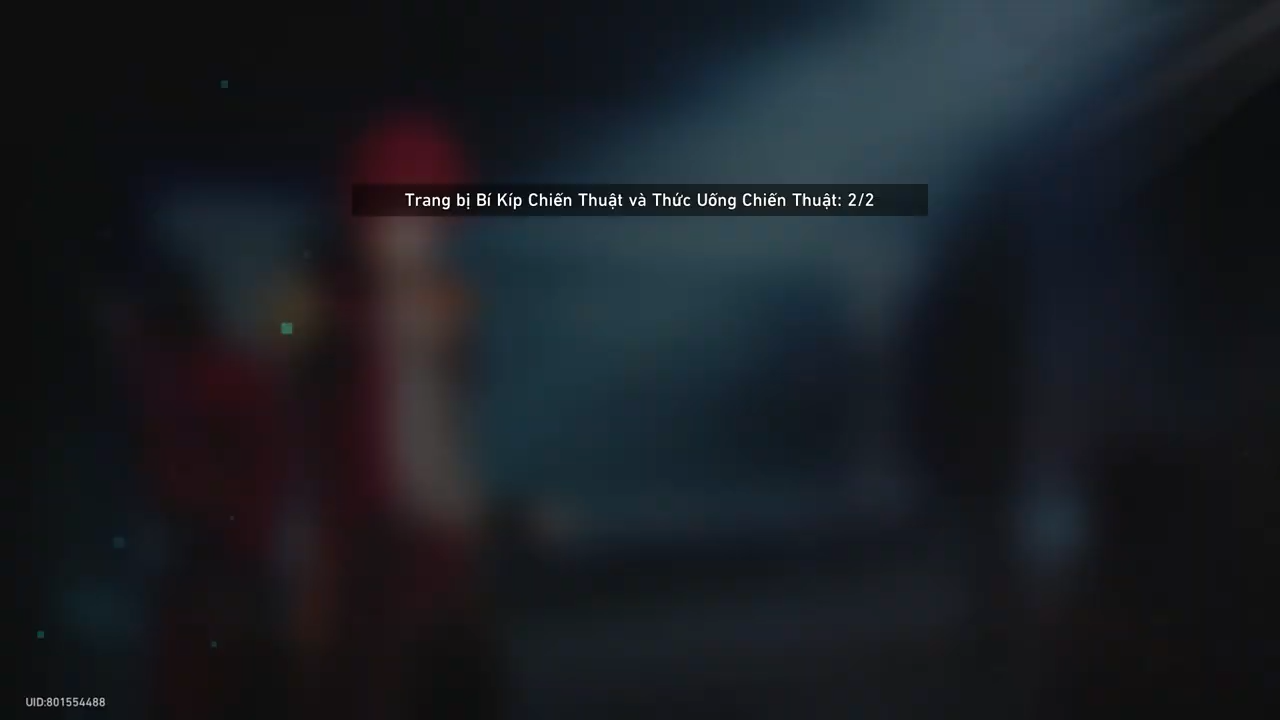 Trang bị Bí Kíp Chiến Thuật và Thức Uống Chiến Thuật: 2/2
UID:801554488